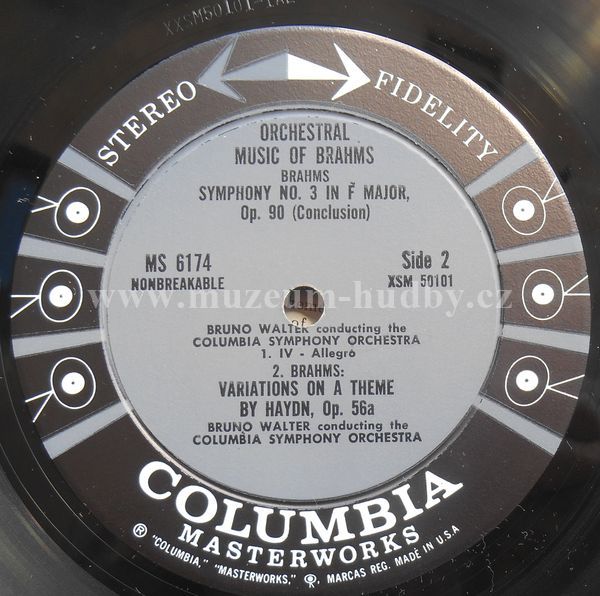 XXSM50101-1AL
STEREO FIDELITY
ORCHESTRAL
MUSIC OF BRAHMS
BRAHMS
SYMPHONY NO. 3 IN F MAJOR,
Op. 90 (Conclusion)
MS 6174 Side 2
NONBREAKABLE XSM 50101
www.muzeum-hudby.cz
BRUNO WALTER conducting the
COLUMBIA SYMPHONY ORCHESTRA
1. IV - Allegro
2. BRAHMS:
VARIATIONS ON A THEME
BY HAYDN, Op. 56a
BRUNO WALTER conducting the
COLUMBIA SYMPHONY ORCHESTRA
COLUMBIA
MASTERWORKS
® "COLUMBIA," "MASTERWORKS," MARCAS REG. MADE IN U.S.A